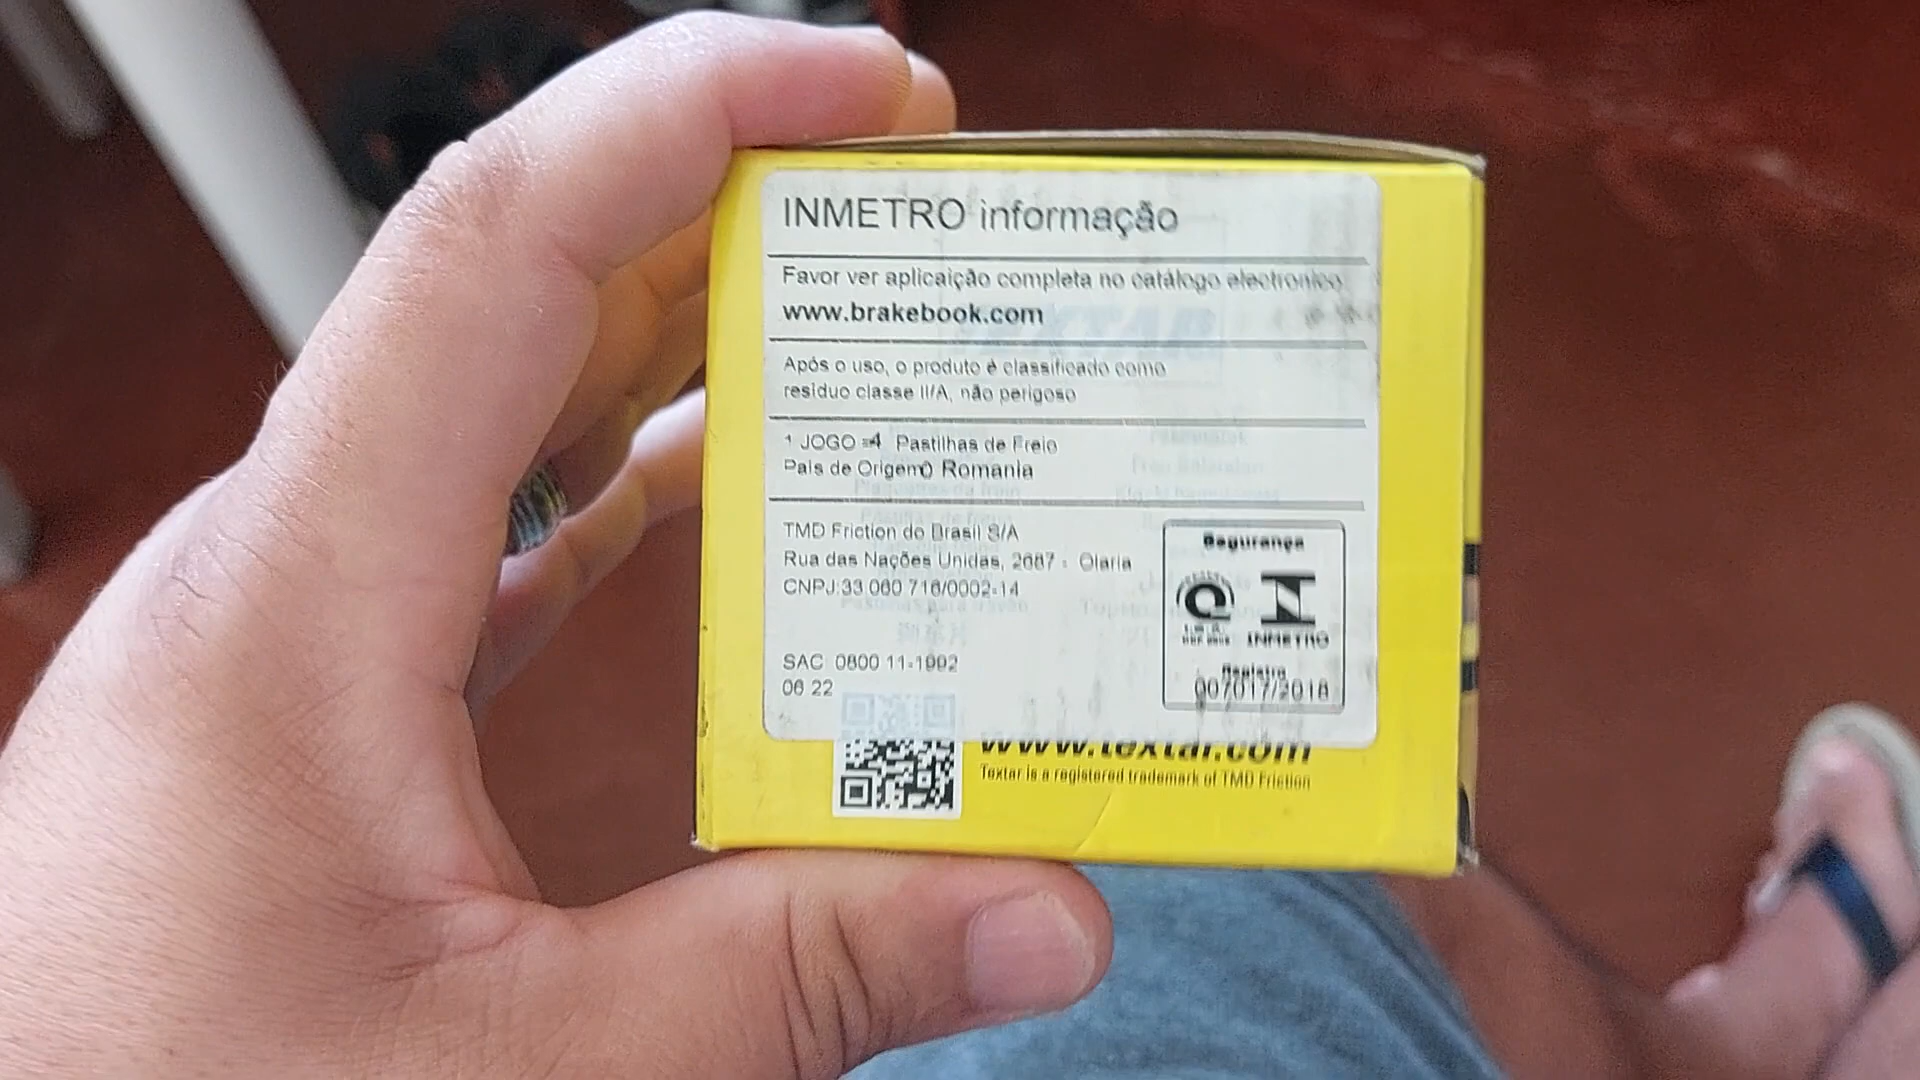 INMETRO informação
Favor ver aplicaição completa no catálogo electronico
www.brakebook.com
Após o uso, o produto é classificado como
resíduo classe II/A, não perigoso
1 JOGO =4 Pastilhas de Freio
País de Origem: Romania
TMD Friction do Brasil S/A
Rua das Nações Unidas, 2687 - Olaria
CNPJ:33 060 716/0002-14
SAC 0800 11-1992
06 22
Segurança
INMETRO
Registro
007017/2018
www.textar.com
Textar is a registered trademark of TMD Friction